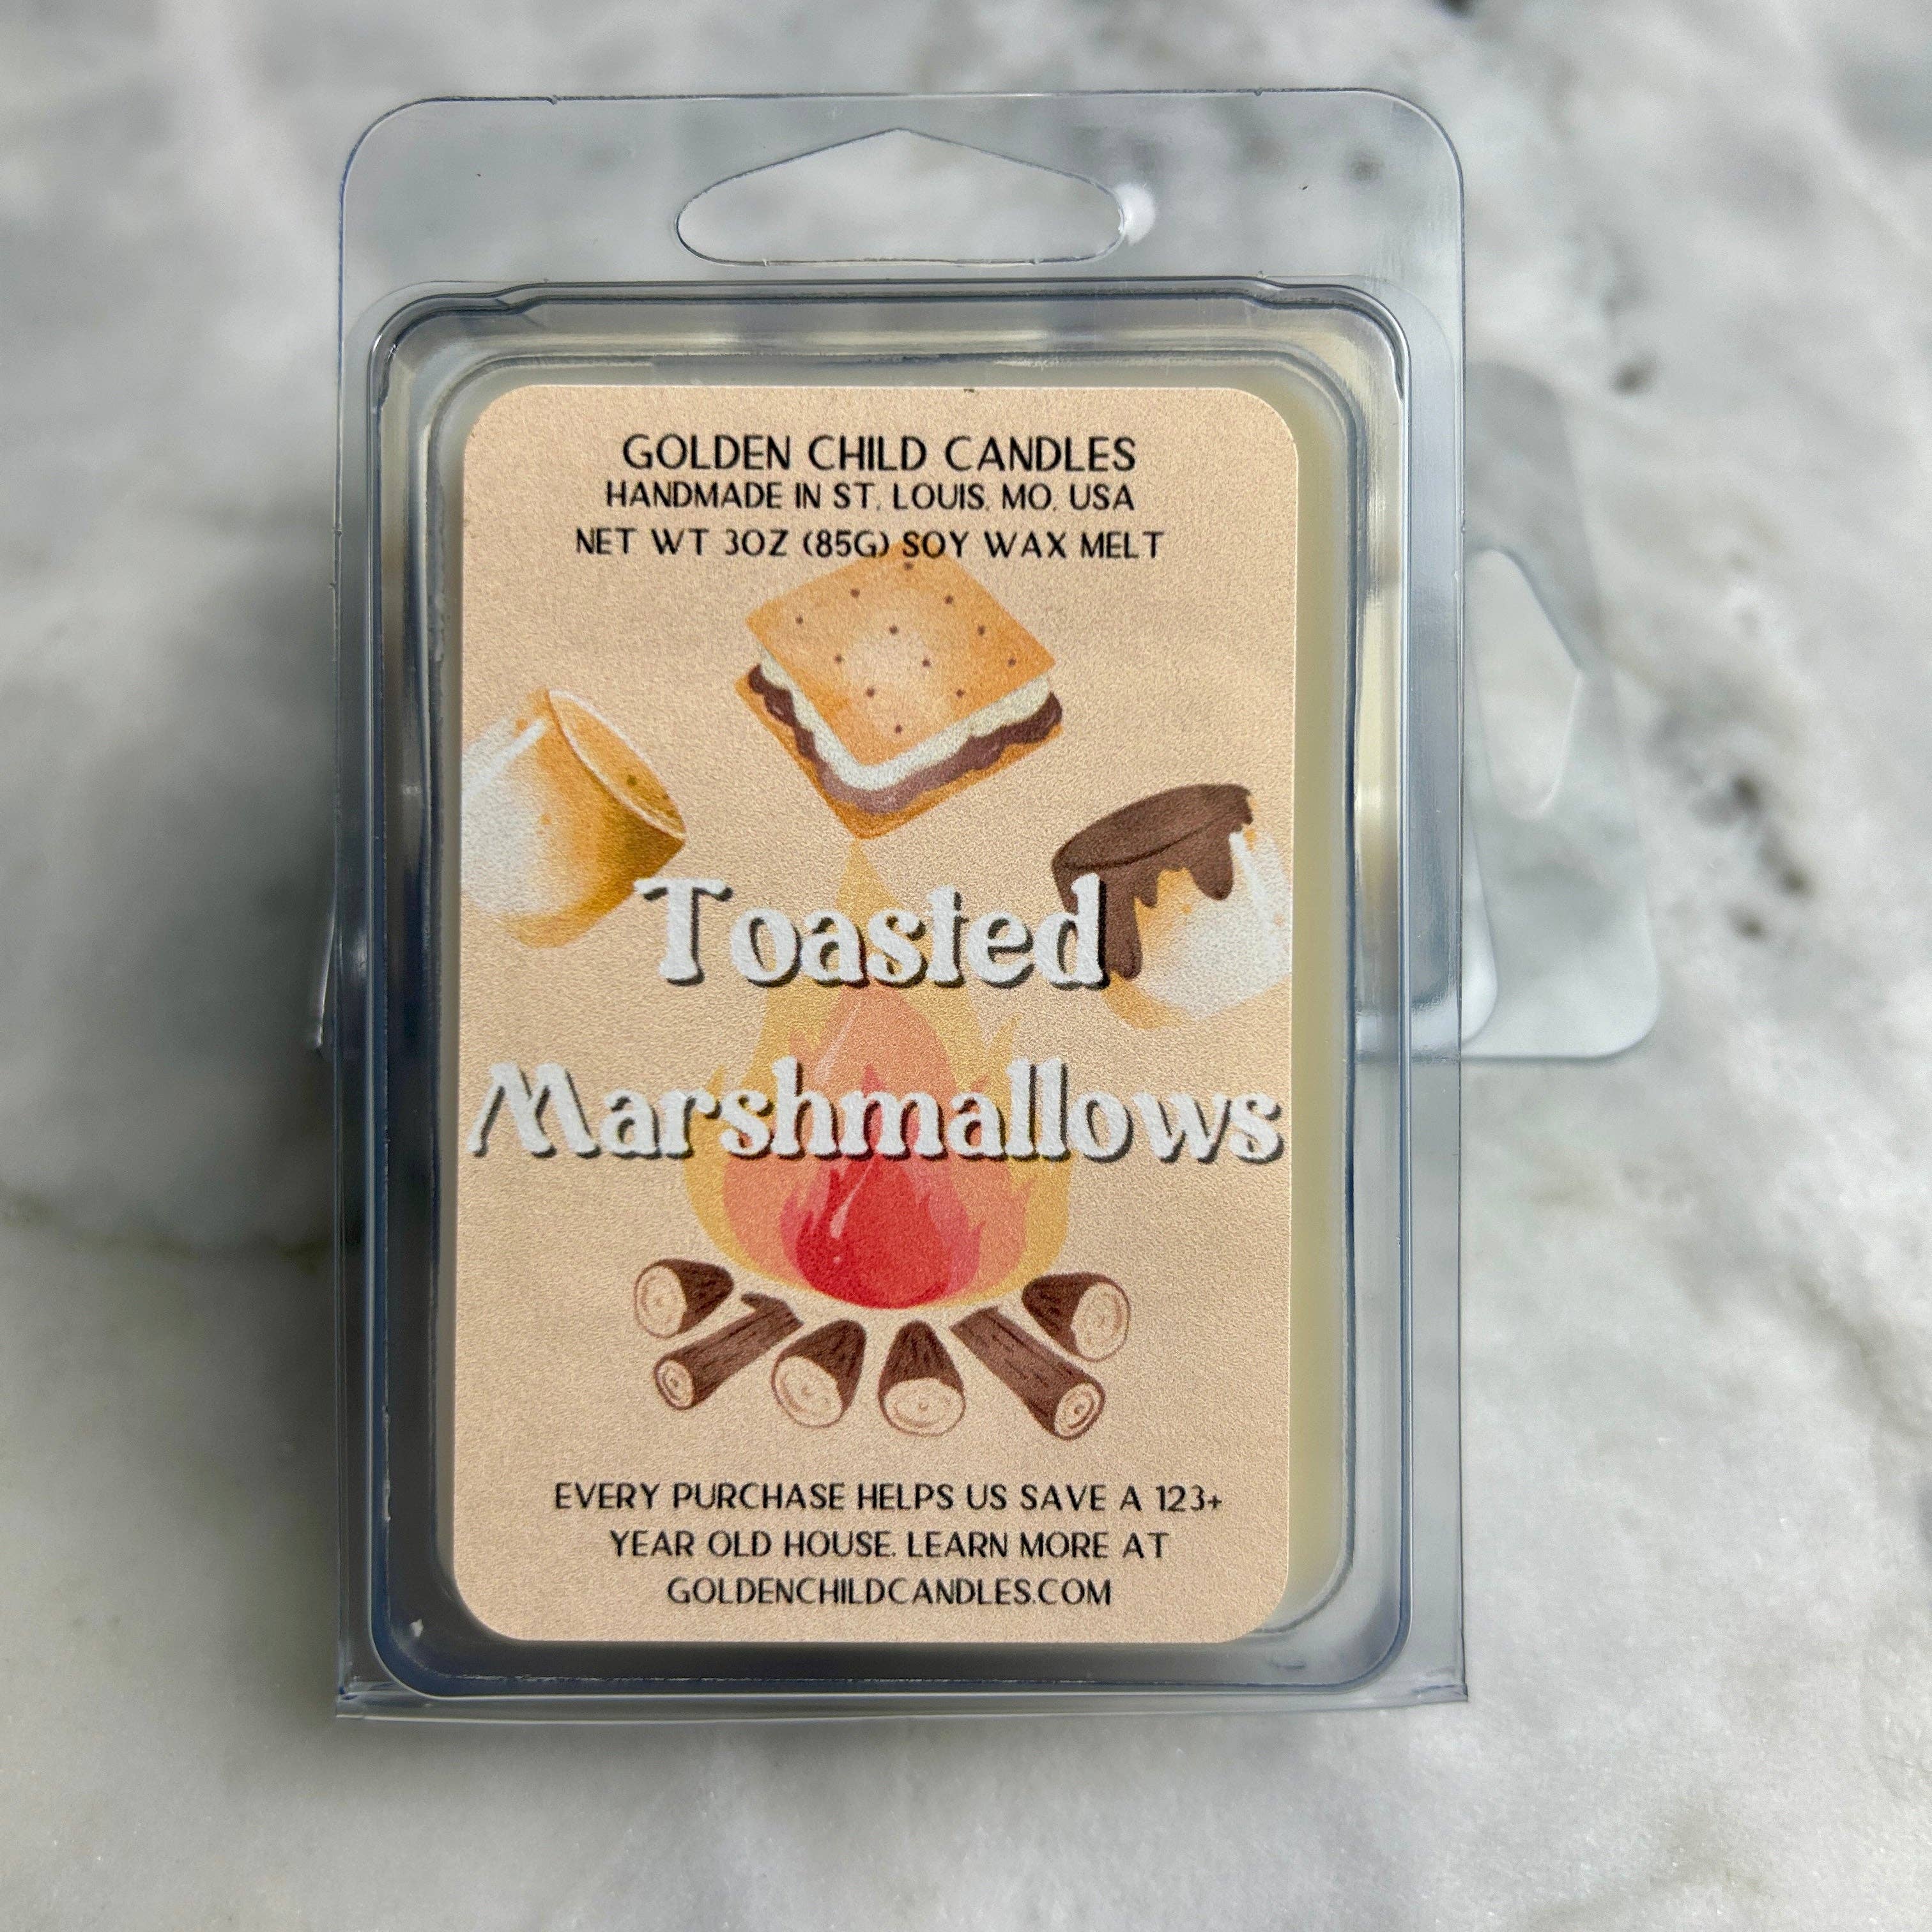 GOLDEN CHILD CANDLES
HANDMADE IN ST. LOUIS, MO, USA
NET WT 3OZ (85G) SOY WAX MELT
Toasted
Marshmallows
EVERY PURCHASE HELPS US SAVE A 123+
YEAR OLD HOUSE. LEARN MORE AT
GOLDENCHILDCANDLES.COM